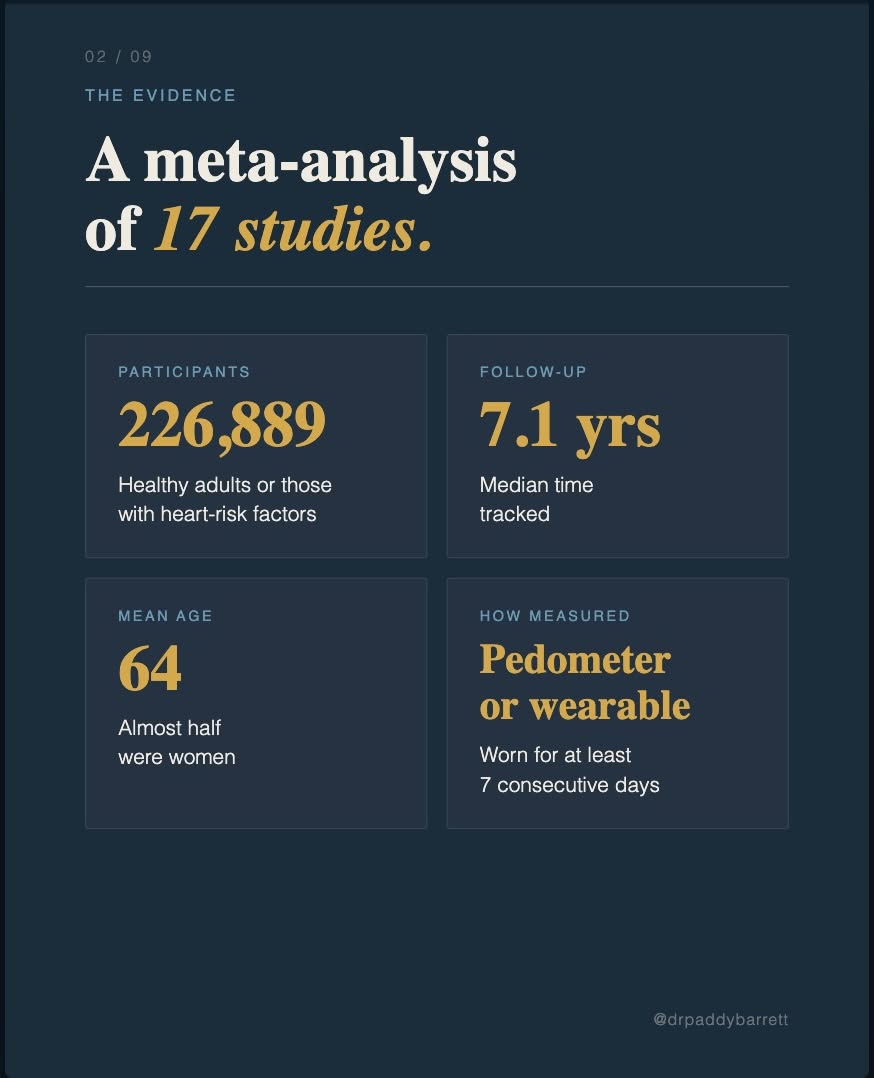 02 / 09
THE EVIDENCE
A meta-analysis
of 17 studies.
PARTICIPANTS
226,889
Healthy adults or those
with heart-risk factors
FOLLOW-UP
7.1 yrs
Median time
tracked
MEAN AGE
64
Almost half
were women
HOW MEASURED
Pedometer
or wearable
Worn for at least
7 consecutive days
@drpaddybarrett